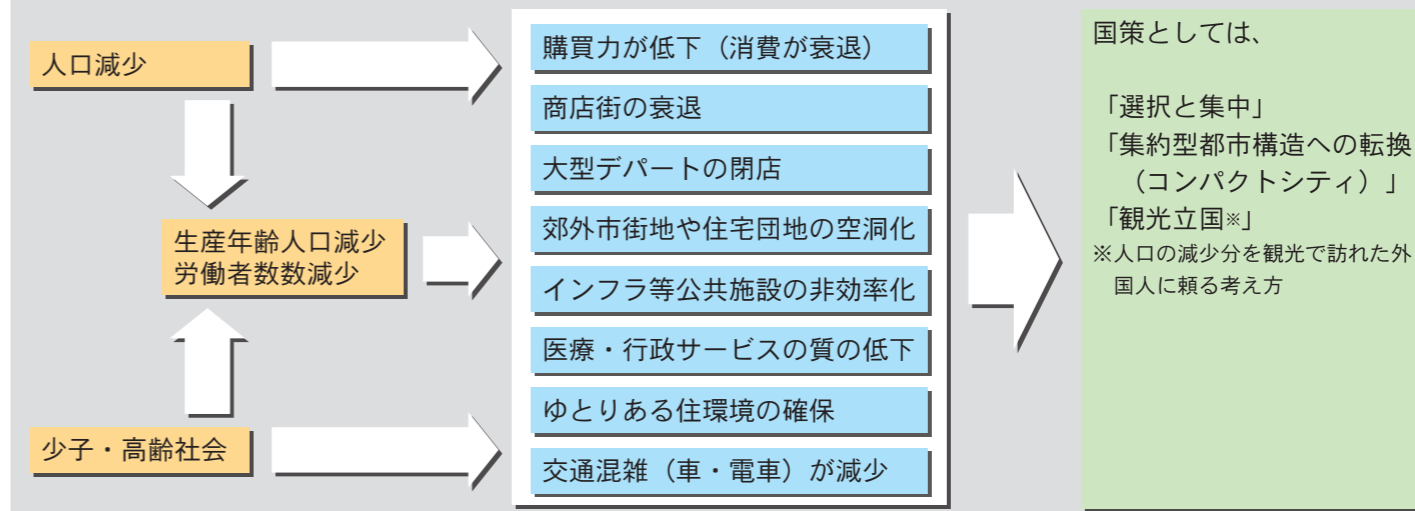 人口減少
生産年齢人口減少
労働者数数減少
少子・高齢社会
購買力が低下（消費が衰退）
商店街の衰退
大型デパートの閉店
郊外市街地や住宅団地の空洞化
インフラ等公共施設の非効率化
医療・行政サービスの質の低下
ゆとりある住環境の確保
交通混雑（車・電車）が減少
国策としては、
「選択と集中」
「集約型都市構造への転換
（コンパクトシティ）」
「観光立国※」
※人口の減少分を観光で訪れた外
国人に頼る考え方